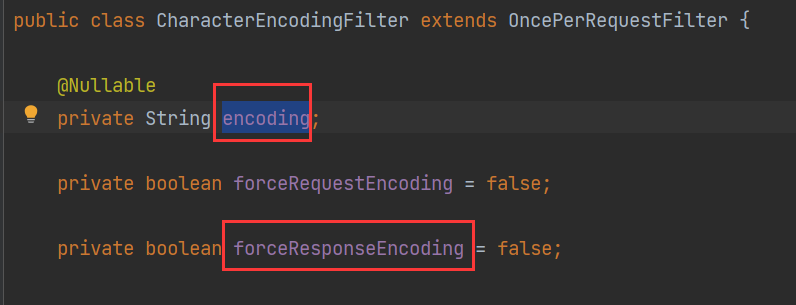 public class CharacterEncodingFilter extends OncePerRequestFilter {
@Nullable
private String encoding;
private boolean forceRequestEncoding = false;
private boolean forceResponseEncoding = false;